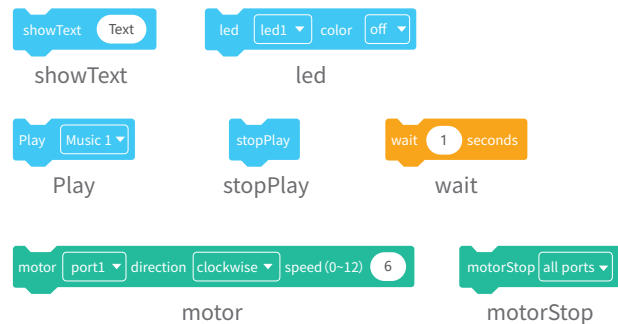 showText Text led led1 color off
showText led
Play Music 1 stopPlay wait 1 seconds
Play stopPlay wait
motor port1 direction clockwise speed (0~12) 6 motorStop all ports
motor motorStop